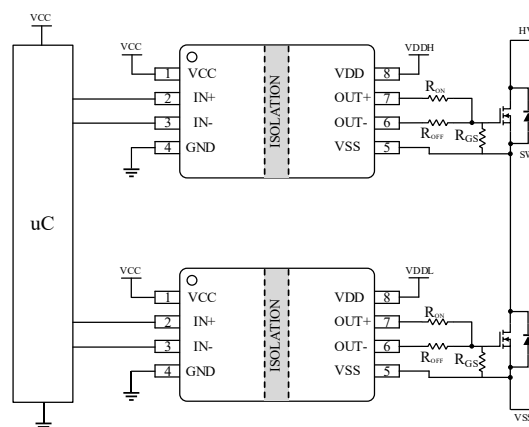 VCC
uC
VCC
1 VCC
2 IN+
3 IN-
4 GND
ISOLATION
VDD 8
OUT+ 7
OUT- 6
VSS 5
VDDH
RON
ROFF
RGS
HV
SW
VCC
1 VCC
2 IN+
3 IN-
4 GND
ISOLATION
VDD 8
OUT+ 7
OUT- 6
VSS 5
VDDL
RON
ROFF
RGS
VSS